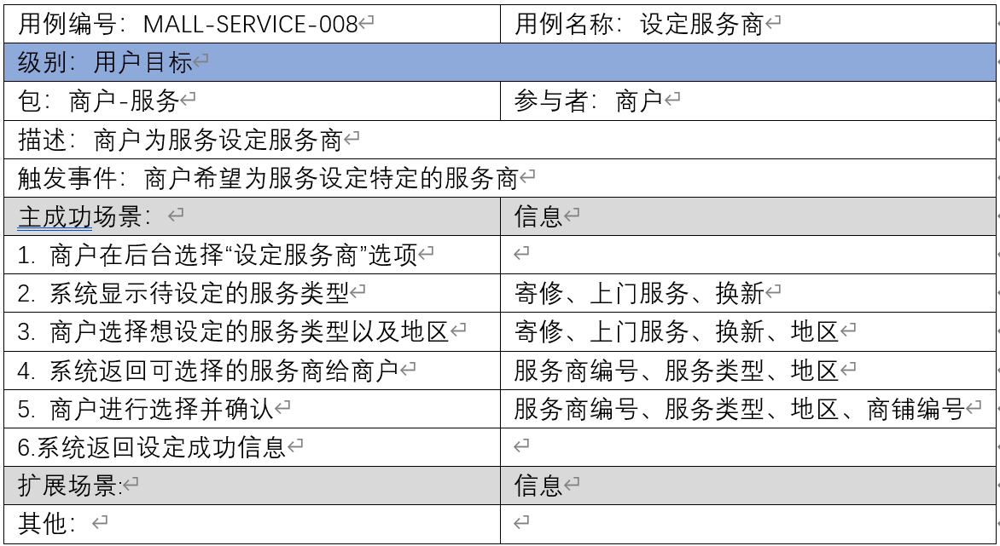 用例编号：MALL-SERVICE-008
用例名称：设定服务商
级别：用户目标
包：商户-服务
参与者：商户
描述：商户为服务设定服务商
触发事件：商户希望为服务设定特定的服务商
主成功场景：
信息
1. 商户在后台选择“设定服务商”选项
2. 系统显示待设定的服务类型
寄修、上门服务、换新
3. 商户选择想设定的服务类型以及地区
寄修、上门服务、换新、地区
4. 系统返回可选择的服务商给商户
服务商编号、服务类型、地区
5. 商户进行选择并确认
服务商编号、服务类型、地区、商铺编号
6.系统返回设定成功信息
扩展场景:
信息
其他：